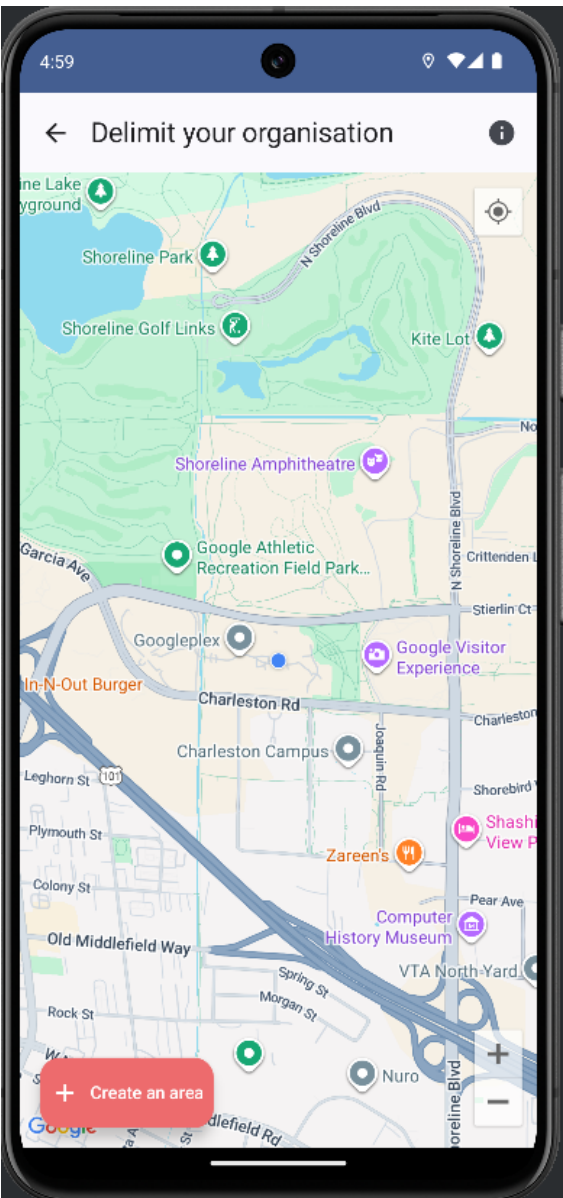 4:59
Delimit your organisation
ine Lake
yground
N Shoreline Blvd
Shoreline Park
Shoreline Golf Links
Kite Lot
No
Shoreline Amphitheatre
N Shoreline Blvd
Google Athletic
Recreation Field Park...
Garcia Ave
Crittenden L
Stierlin Ct
Googleplex
Google Visitor
Experience
In-N-Out Burger
Charleston Rd
Charleston
Joaquin Rd
Charleston Campus
Leghorn St
101
Shorebird
Plymouth St
Shashi
View P
Zareen's
Colony St
Pear Ave
Computer
History Museum
Old Middlefield Way
VTA North Yard
Spring St
Morgan St
Rock St
W
+
Nuro
S
+ Create an area
−
oreline Blvd
Google
dlefield Rd
St